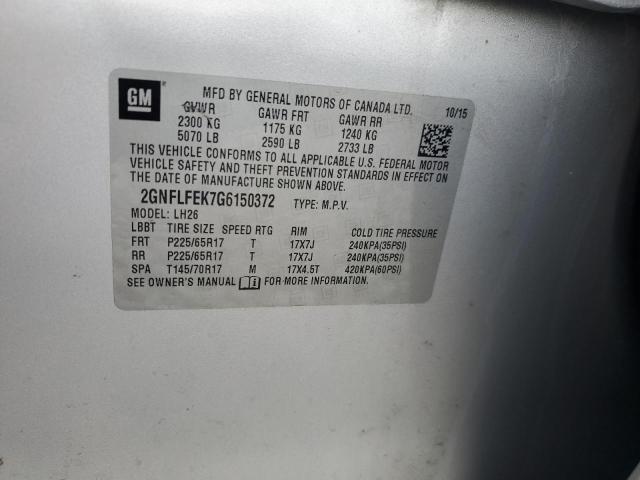 GM
MFD BY GENERAL MOTORS OF CANADA LTD. 10/15
GVWR GAWR FRT GAWR RR
2300 KG 1175 KG 1240 KG
5070 LB 2590 LB 2733 LB
THIS VEHICLE CONFORMS TO ALL APPLICABLE U.S. FEDERAL MOTOR
VEHICLE SAFETY AND THEFT PREVENTION STANDARDS IN EFFECT ON
THE DATE OF MANUFACTURE SHOWN ABOVE.
2GNFLFEK7G6150372 TYPE: M.P.V.
MODEL: LH26
LBBT TIRE SIZE SPEED RTG RIM COLD TIRE PRESSURE
FRT P225/65R17 T 17X7J 240KPA(35PSI)
RR P225/65R17 T 17X7J 240KPA(35PSI)
SPA T145/70R17 M 17X4.5T 420KPA(60PSI)
SEE OWNER'S MANUAL FOR MORE INFORMATION.